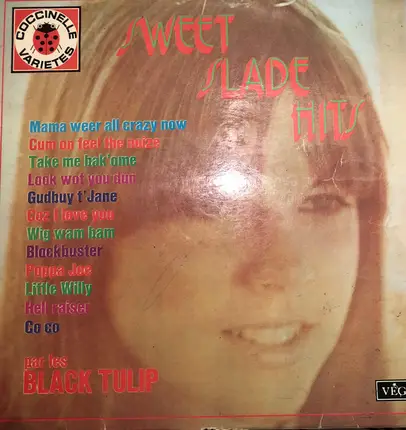 COCCINELLE
VARIETES
SWEET
SLADE
HITS
Mama weer all crazy now
Cum on feel the noize
Take me bak'ome
Look wot you dun
Gudbuy t'Jane
Coz I love you
Wig wam bam
Blockbuster
Poppa Joe
Little Willy
Hell raiser
Co co
par les
BLACK TULIP
VÉG